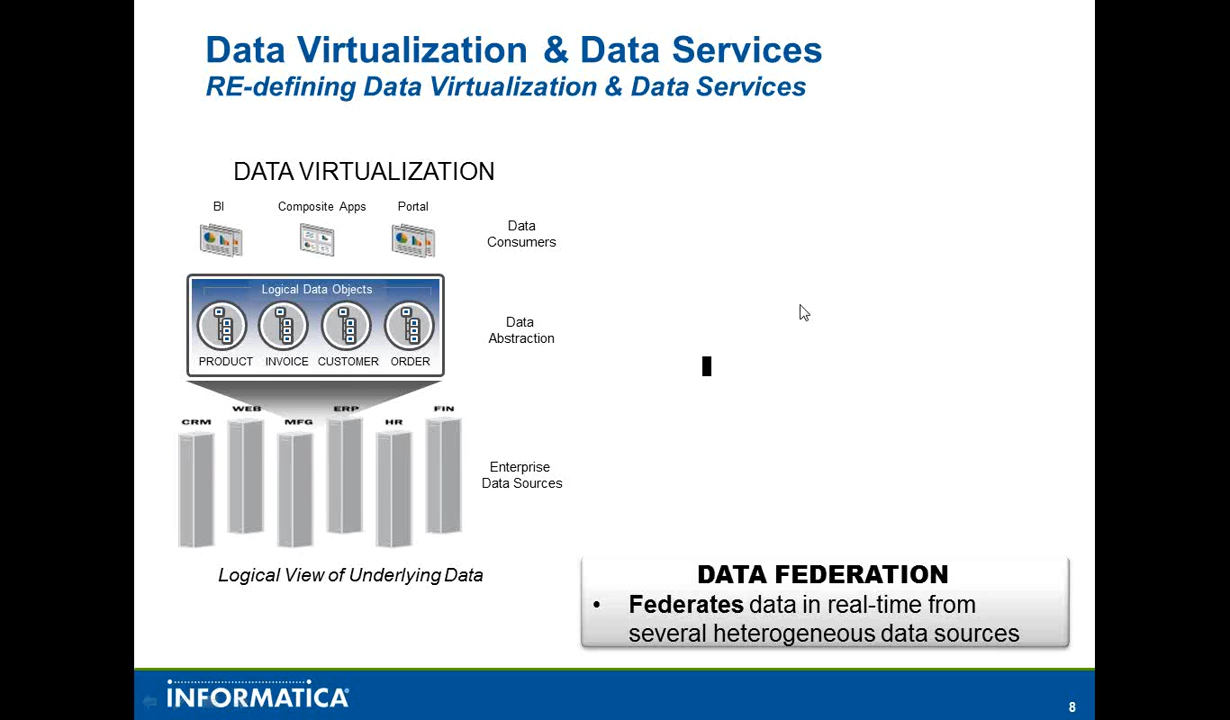 Data Virtualization & Data Services
RE-defining Data Virtualization & Data Services
DATA VIRTUALIZATION
BI
Composite Apps
Portal
Data
Consumers
Logical Data Objects
PRODUCT
INVOICE
CUSTOMER
ORDER
Data
Abstraction
CRM
WEB
MFG
ERP
HR
FIN
Enterprise
Data Sources
Logical View of Underlying Data
DATA FEDERATION
• Federates data in real-time from
several heterogeneous data sources
INFORMATICA®
8